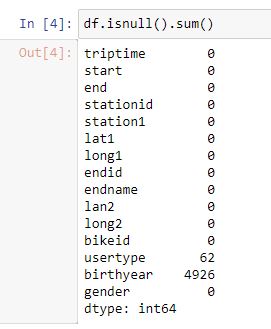 In [4]: df.isnull().sum()
Out[4]: triptime 0
start 0
end 0
stationid 0
station1 0
lat1 0
long1 0
endid 0
endname 0
lan2 0
long2 0
bikeid 0
usertype 62
birthyear 4926
gender 0
dtype: int64